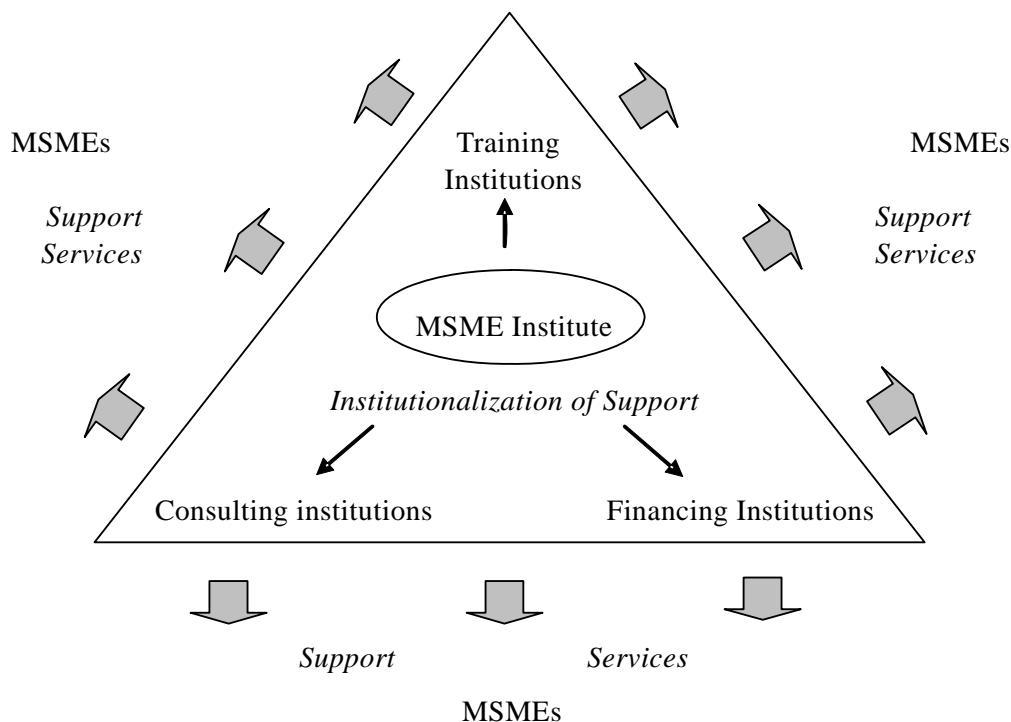 Training
Institutions
MSMEs
MSMEs
Support
Services
Support
Services
MSME Institute
Institutionalization of Support
Consulting institutions
Financing Institutions
Support
Services
MSMEs